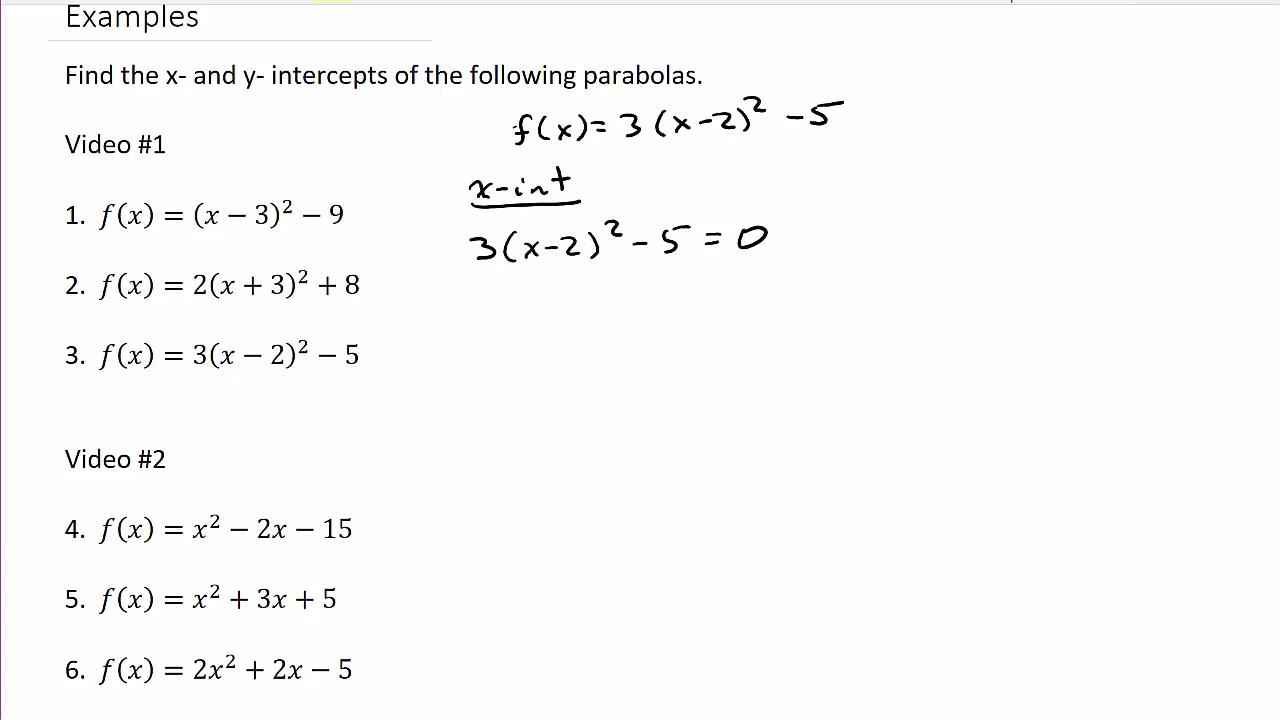 Examples
Find the x- and y- intercepts of the following parabolas.
f(x)= 3 (x-2)² -5
Video #1
x-int
1. f(x) = (x − 3)² − 9
3(x-2)² - 5 = 0
2. f(x) = 2(x + 3)² + 8
3. f(x) = 3(x − 2)² − 5
Video #2
4. f(x) = x² − 2x − 15
5. f(x) = x² + 3x + 5
6. f(x) = 2x² + 2x − 5